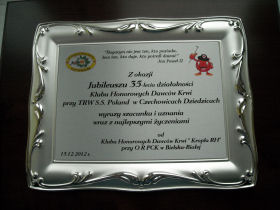 "Bogatym nie jest ten, kto posiada,
lecz ten, kto daje, kto potrafi dawać"
Jan Paweł II
Z okazji
Jubileuszu 35-lecia działalności
Klubu Honorowych Dawców Krwi
przy TRW S.S. Poland w Czechowicach Dziedzicach
wyrazy szacunku i uznania
wraz z najlepszymi życzeniami
od
Klubu Honorowych Dawców Krwi "Kropla RH"
przy O R PCK w Bielsku-Białej
15.12.2012 r.